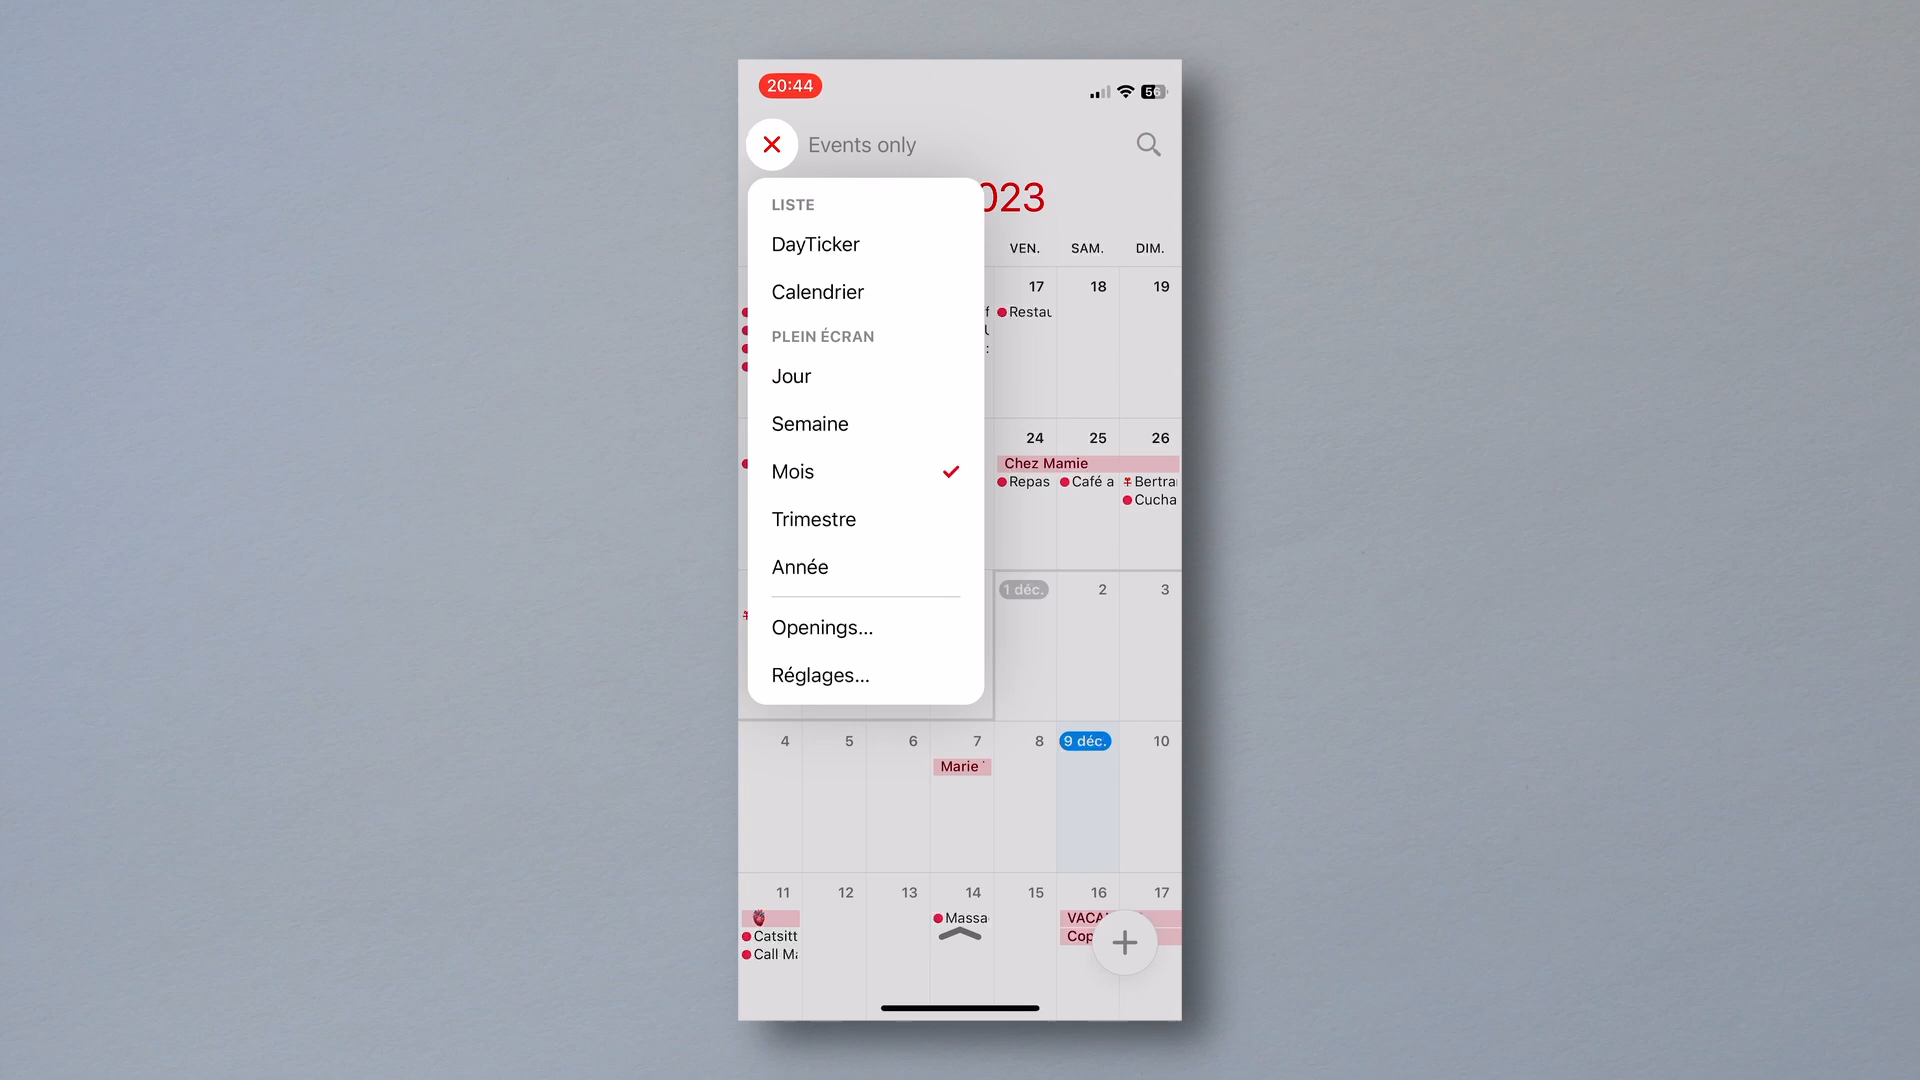 20:44
56
Events only
023
LISTE
DayTicker
Calendrier
PLEIN ÉCRAN
Jour
Semaine
Mois
Trimestre
Année
Openings...
Réglages...
VEN. SAM. DIM.
17 18 19
Restau
24 25 26
Chez Mamie
Repas Café a Bertra
Cucha
1 déc. 2 3
4 5 6 7 8 9 déc. 10
Marie
11 12 13 14 15 16 17
Massa VACA
Catsitt Cop
Call Ma